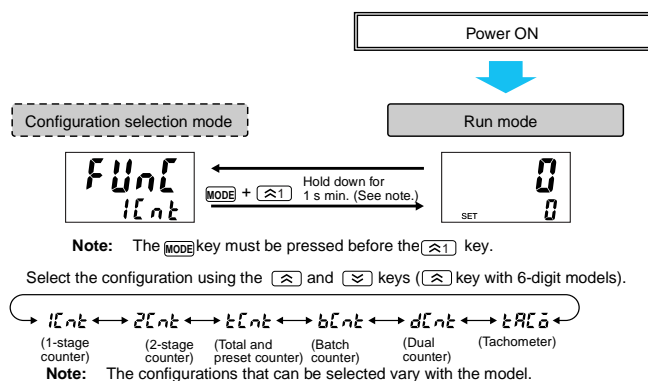 Power ON
Configuration selection mode
Run mode
FUnC
1Cnt
MODE + 1
Hold down for
1 s min. (See note.)
0
SET 0
Note: The MODE key must be pressed before the 1 key.
Select the configuration using the and keys ( key with 6-digit models).
1Cnt 2Cnt tCnt bCnt dCnt tACo
(1-stage counter)
(2-stage counter)
(Total and preset counter)
(Batch counter)
(Dual counter)
(Tachometer)
Note: The configurations that can be selected vary with the model.